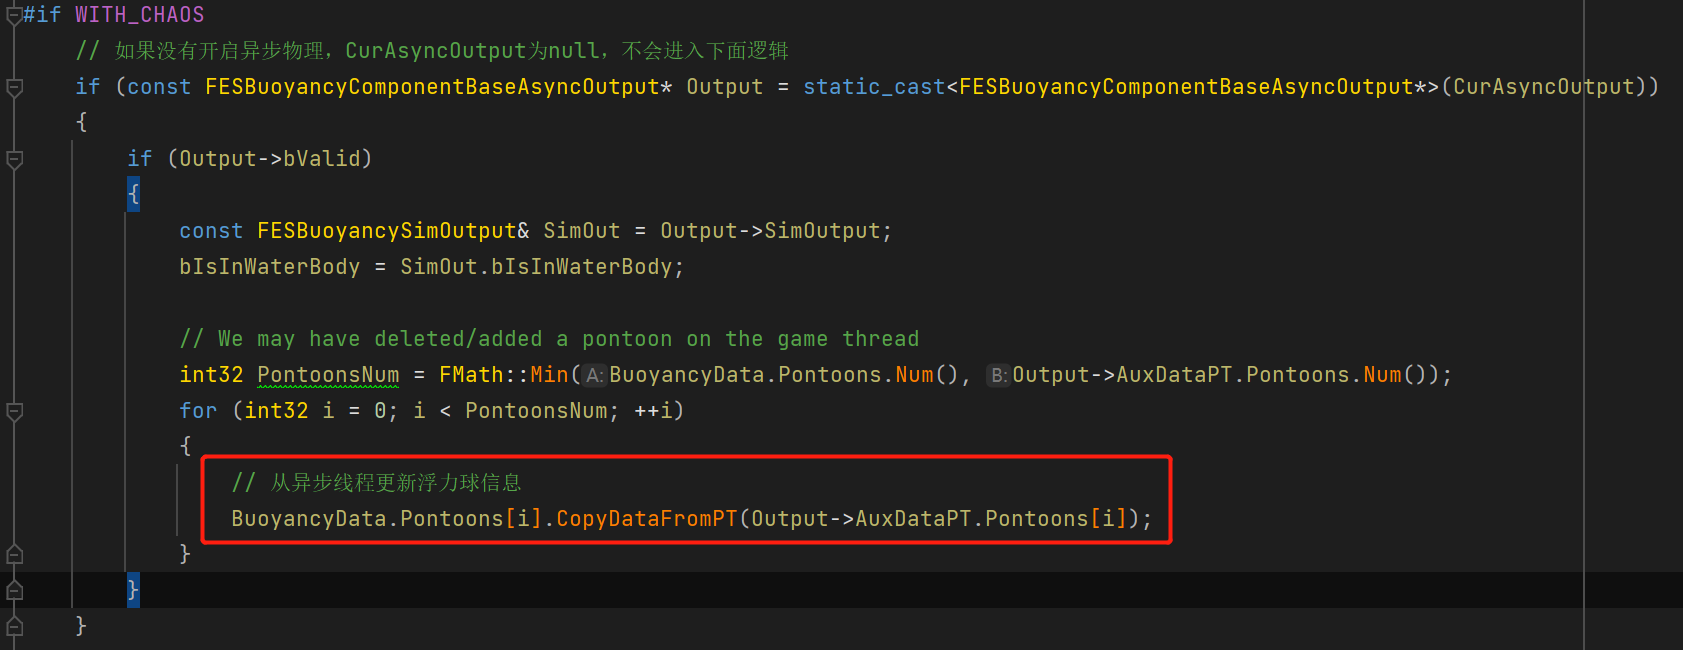 #if WITH_CHAOS
// 如果没有开启异步物理，CurAsyncOutput为null，不会进入下面逻辑
if (const FESBuoyancyComponentBaseAsyncOutput* Output = static_cast<FESBuoyancyComponentBaseAsyncOutput*>(CurAsyncOutput))
{
if (Output->bValid)
{
const FESBuoyancySimOutput& SimOut = Output->SimOutput;
bIsInWaterBody = SimOut.bIsInWaterBody;
// We may have deleted/added a pontoon on the game thread
int32 PontoonsNum = FMath::Min(A:BuoyancyData.Pontoons.Num(), B:Output->AuxDataPT.Pontoons.Num());
for (int32 i = 0; i < PontoonsNum; ++i)
{
// 从异步线程更新浮力球信息
BuoyancyData.Pontoons[i].CopyDataFromPT(Output->AuxDataPT.Pontoons[i]);
}
}
}